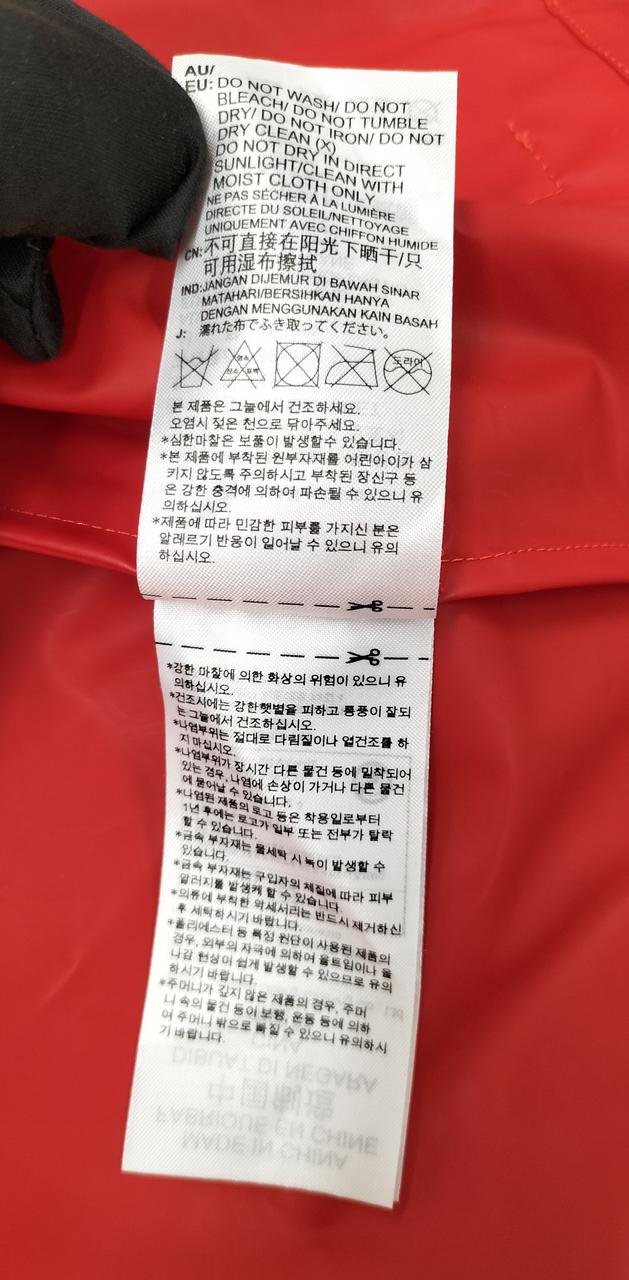 AU/
EU: DO NOT WASH/ DO NOT
BLEACH/ DO NOT TUMBLE
DRY/ DO NOT IRON/ DO NOT
DRY CLEAN (X)
DO NOT DRY IN DIRECT
SUNLIGHT/CLEAN WITH
MOIST CLOTH ONLY
NE PAS SÉCHER À LA LUMIÈRE
DIRECTE DU SOLEIL/NETTOYAGE
UNIQUEMENT AVEC CHIFFON HUMIDE
CN: 不可直接在阳光下晒干/只
可用湿布擦拭
IND: JANGAN DIJEMUR DI BAWAH SINAR
MATAHARI/BERSIHKAN HANYA
DENGAN MENGGUNAKAN KAIN BASAH
J: 濡れた布でふき取ってください。
염소
산소 표백
드라이
본 제품은 그늘에서 건조하세요.
오염시 젖은 천으로 닦아주세요.
*심한마찰은 보풀이 발생할수 있습니다.
*본 제품에 부착된 원부자재를 어린아이가 삼
키지 않도록 주의하시고 부착된 장신구 등
은 강한 충격에 의하여 파손될 수 있으니 유
의하십시오.
*제품에 따라 민감한 피부를 가지신 분은
알레르기 반응이 일어날 수 있으니 유의
하십시오.
*강한 마찰에 의한 화상의 위험이 있으니 유
의하십시오.
*건조시에는 강한햇볕을 피하고 통풍이 잘되
는 그늘에서 건조하십시오.
*나염부위는 절대로 다림질이나 열건조를 하
지 마십시오.
*나염부위가 장시간 다른 물건 등에 밀착되어
있는 경우, 나염에 손상이 가거나 다른 물건
에 묻어날 수 있습니다.
*나염된 제품의 로고 등은 착용일로부터
1년 후에는 로고가 일부 또는 전부가 탈락
할 수 있습니다.
*금속 부자재는 물세탁 시 녹이 발생할 수
있습니다.
*금속 부자재는 구입자의 체질에 따라 피부
알러지를 발생케 할 수 있습니다.
*의류에 부착한 악세서리는 반드시 제거하신
후 세탁하시기 바랍니다.
*폴리에스터 등 특정 원단이 사용된 제품의
경우, 외부의 자극에 의하여 올트임이나 올
나감 현상이 쉽게 발생할 수 있으므로 유의
하시기 바랍니다.
*주머니가 깊지 않은 제품의 경우, 주머
니 속의 물건 등이 보행, 운동 등에 의하
여 주머니 밖으로 빠질 수 있으니 유의하시
기 바랍니다.
CINA
DIBUAT DI NEGARA
中国制造
FABRIQUE EN CHINE
MADE IN CHINA